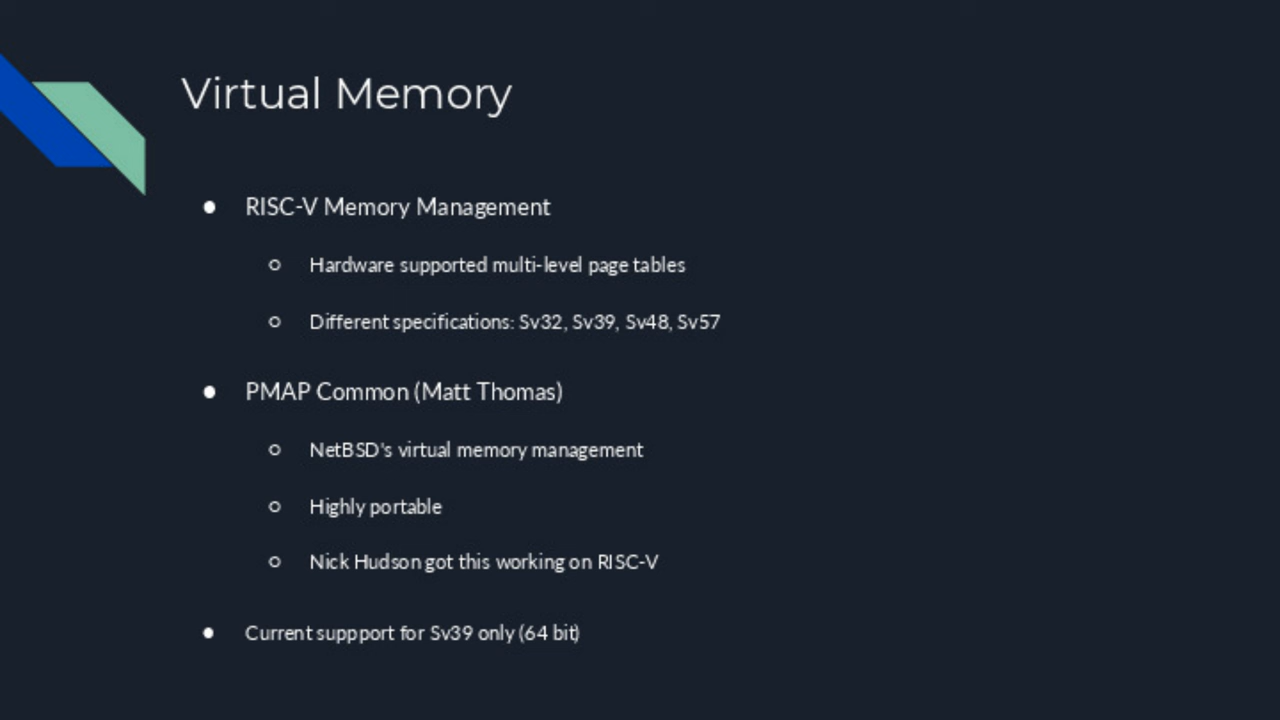 Virtual Memory
● RISC-V Memory Management
○ Hardware supported multi-level page tables
○ Different specifications: Sv32, Sv39, Sv48, Sv57
● PMAP Common (Matt Thomas)
○ NetBSD's virtual memory management
○ Highly portable
○ Nick Hudson got this working on RISC-V
● Current suppport for Sv39 only (64 bit)